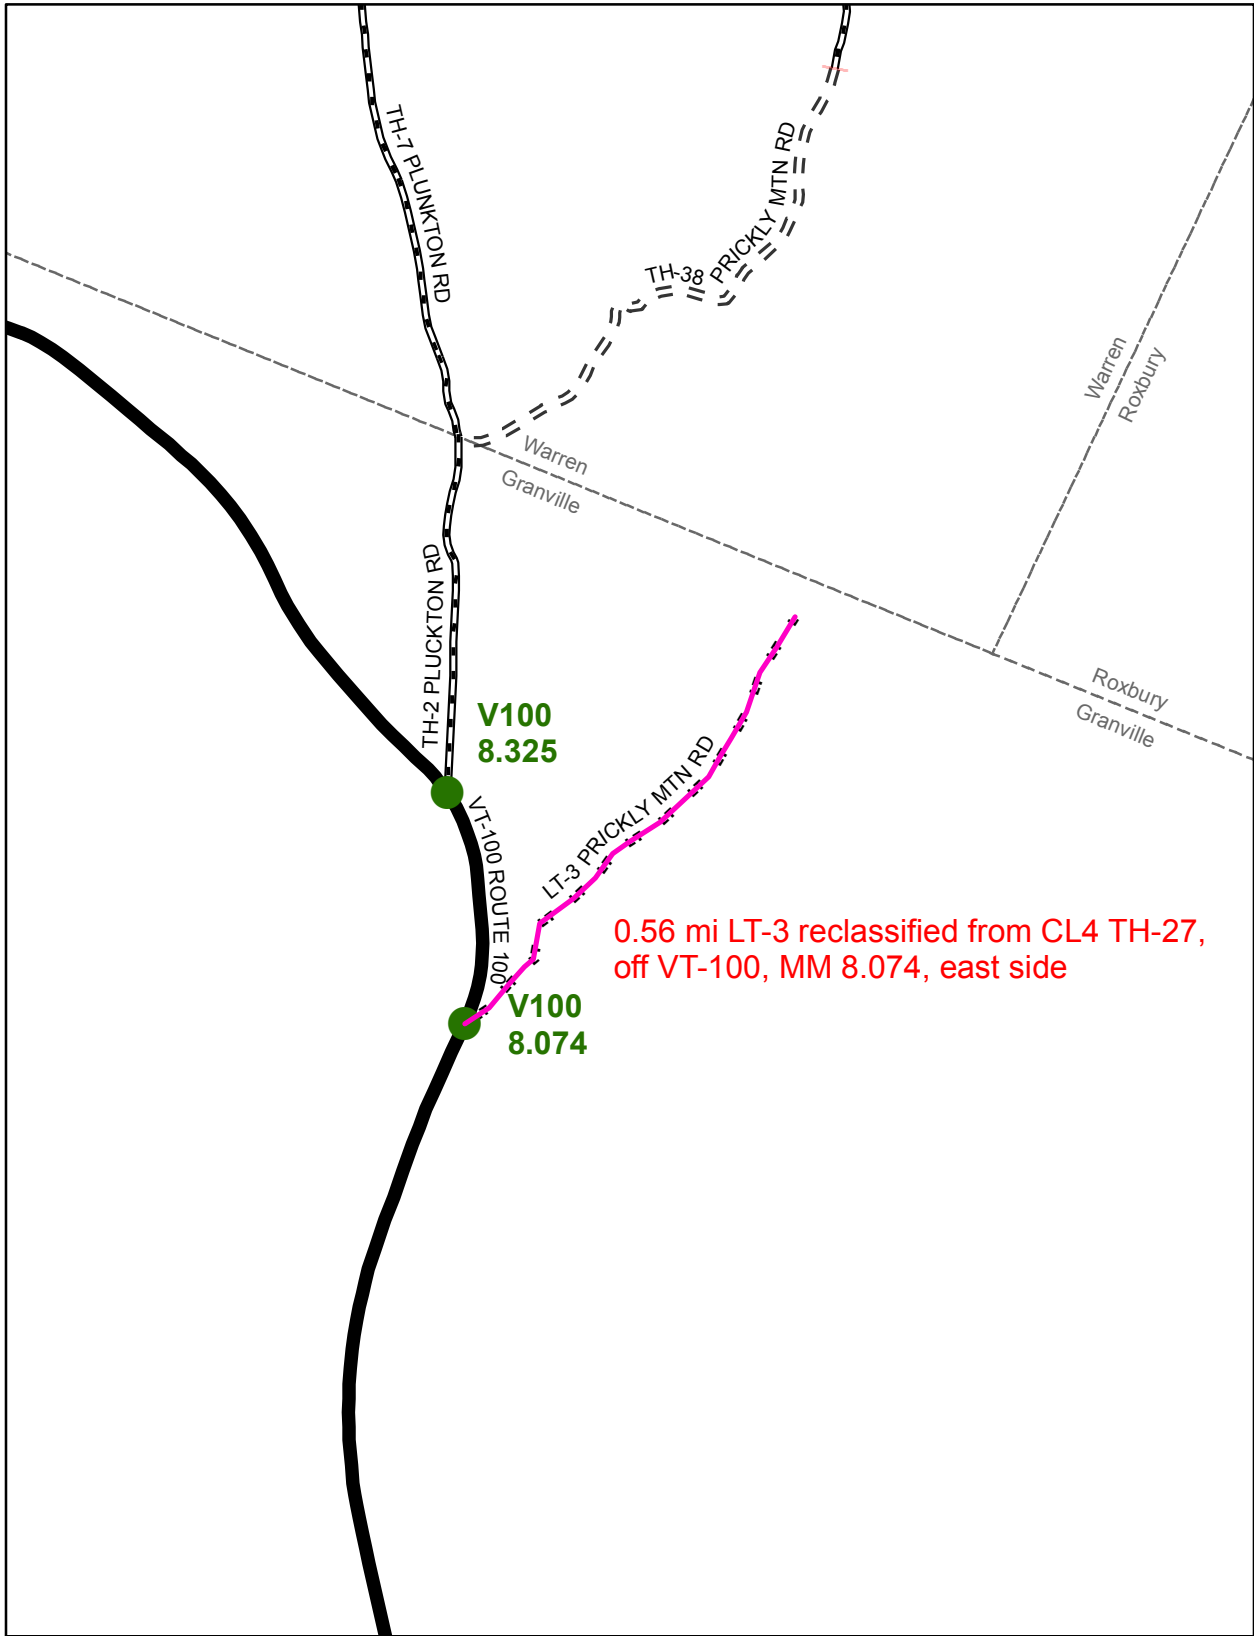 TH-7 PLUNKTON RD
TH-38
PRICKLY MTN RD
Warren
Roxbury
Warren
Granville
TH-2 PLUCKTON RD
Roxbury
Granville
V100
8.325
VT-100 ROUTE 100
LT-3 PRICKLY MTN RD
0.56 mi LT-3 reclassified from CL4 TH-27,
off VT-100, MM 8.074, east side
V100
8.074